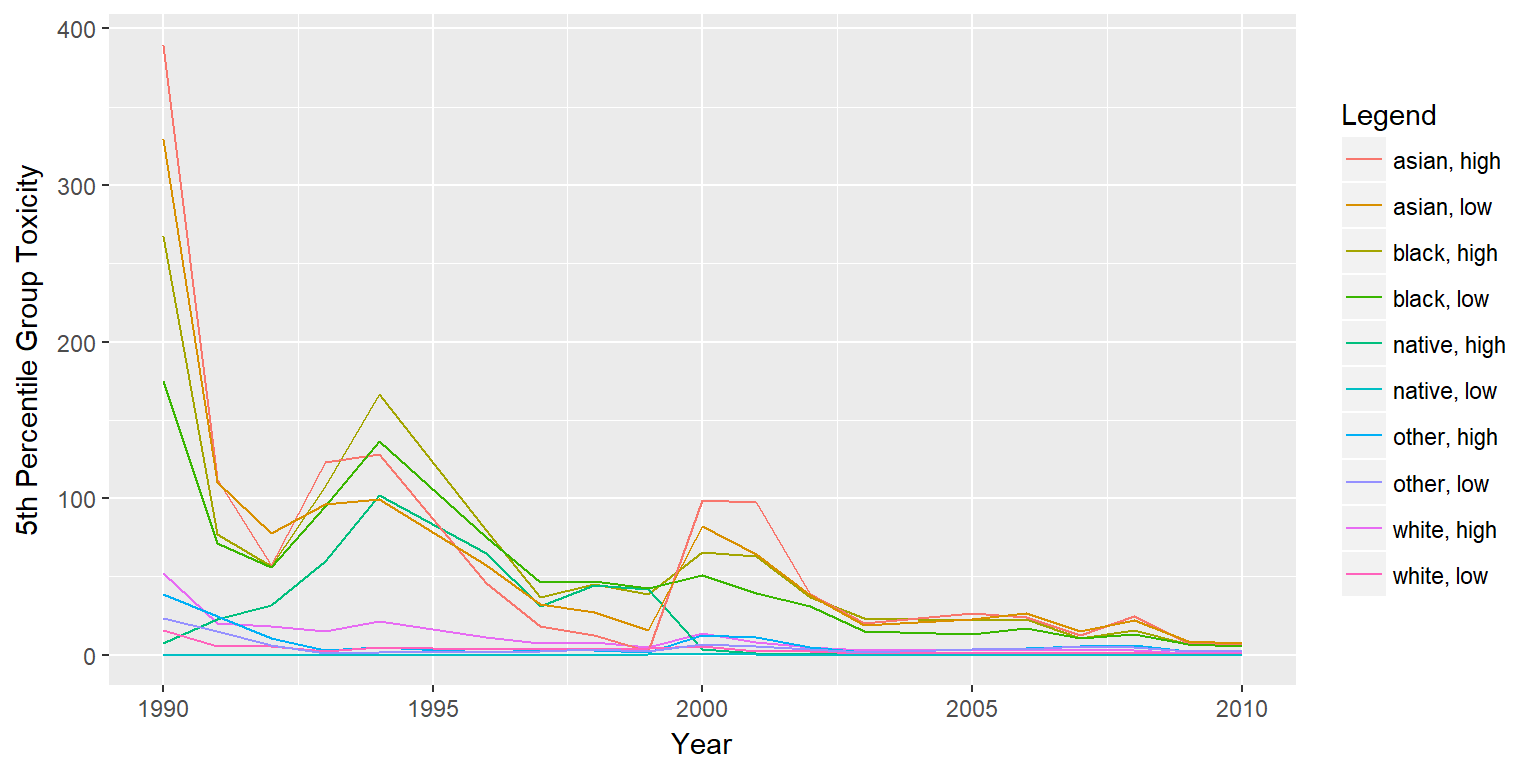 400
300
200
100
0
5th Percentile Group Toxicity
1990
1995
2000
2005
2010
Year
Legend
asian, high
asian, low
black, high
black, low
native, high
native, low
other, high
other, low
white, high
white, low